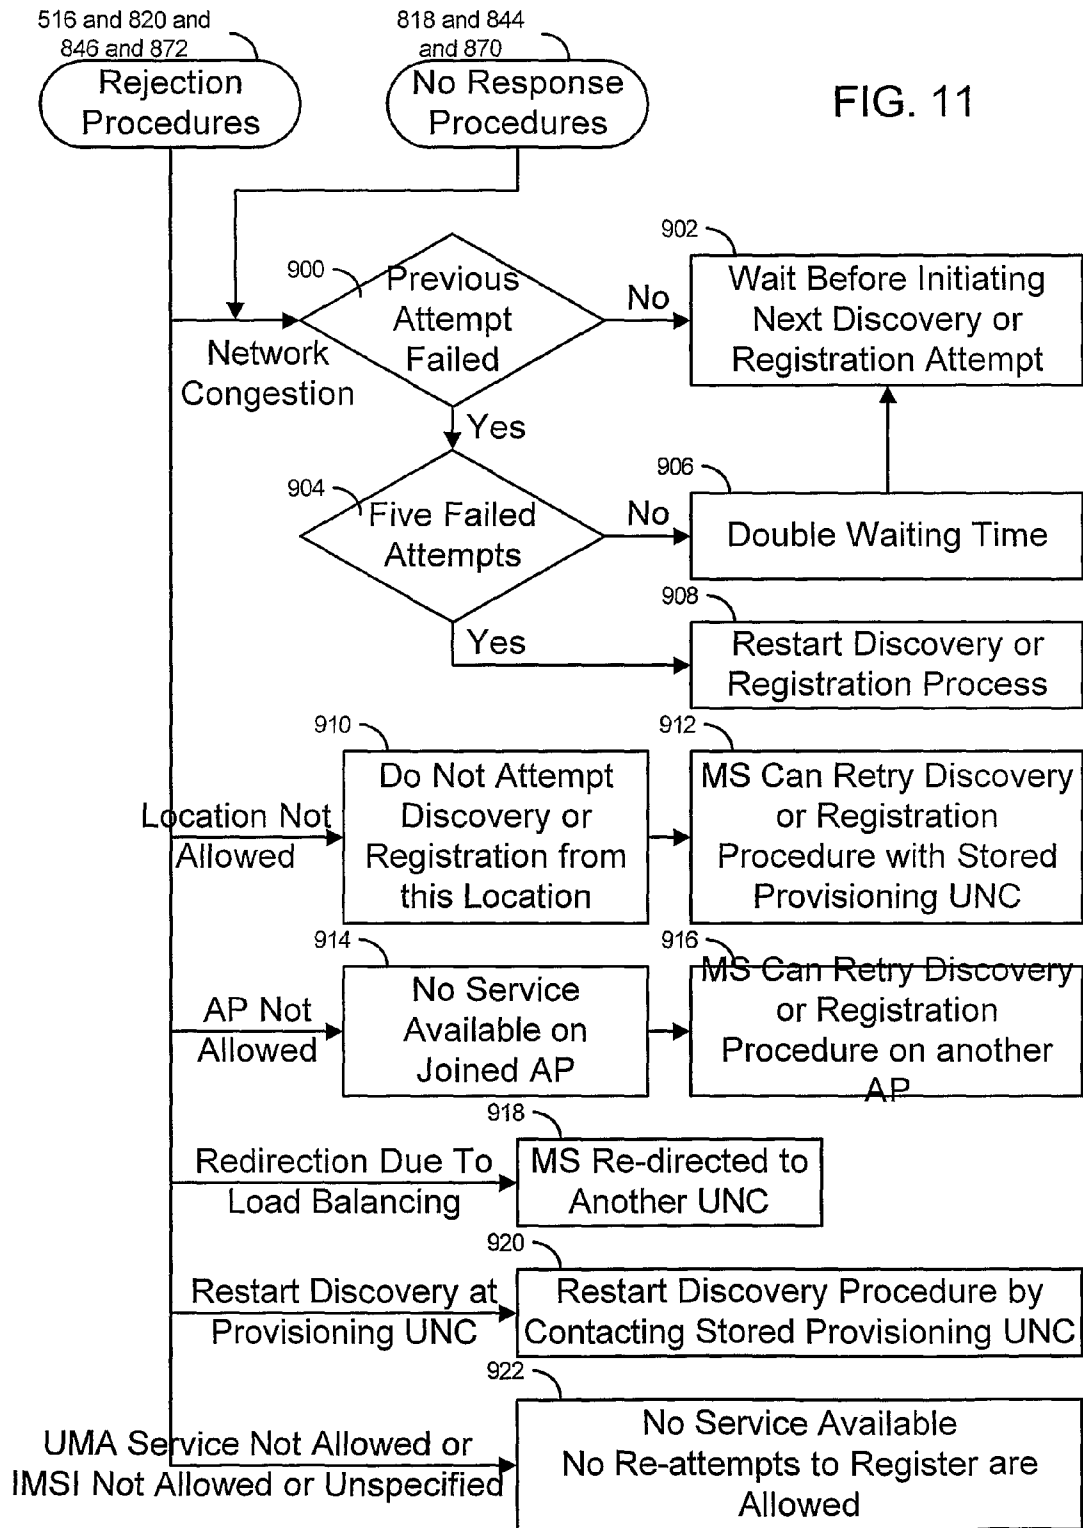 516 and 820 and
846 and 872
Rejection
Procedures
818 and 844
and 870
No Response
Procedures
FIG. 11
900
Previous
Attempt
Failed
Network
Congestion
No
902
Wait Before Initiating
Next Discovery or
Registration Attempt
Yes
904
Five Failed
Attempts
No
906
Double Waiting Time
Yes
908
Restart Discovery or
Registration Process
Location Not
Allowed
910
Do Not Attempt
Discovery or
Registration from
this Location
912
MS Can Retry Discovery
or Registration
Procedure with Stored
Provisioning UNC
AP Not
Allowed
914
No Service
Available on
Joined AP
916
MS Can Retry Discovery
or Registration
Procedure on another
AP
Redirection Due To
Load Balancing
918
MS Re-directed to
Another UNC
Restart Discovery at
Provisioning UNC
920
Restart Discovery Procedure by
Contacting Stored Provisioning UNC
UMA Service Not Allowed or
IMSI Not Allowed or Unspecified
922
No Service Available
No Re-attempts to Register are
Allowed